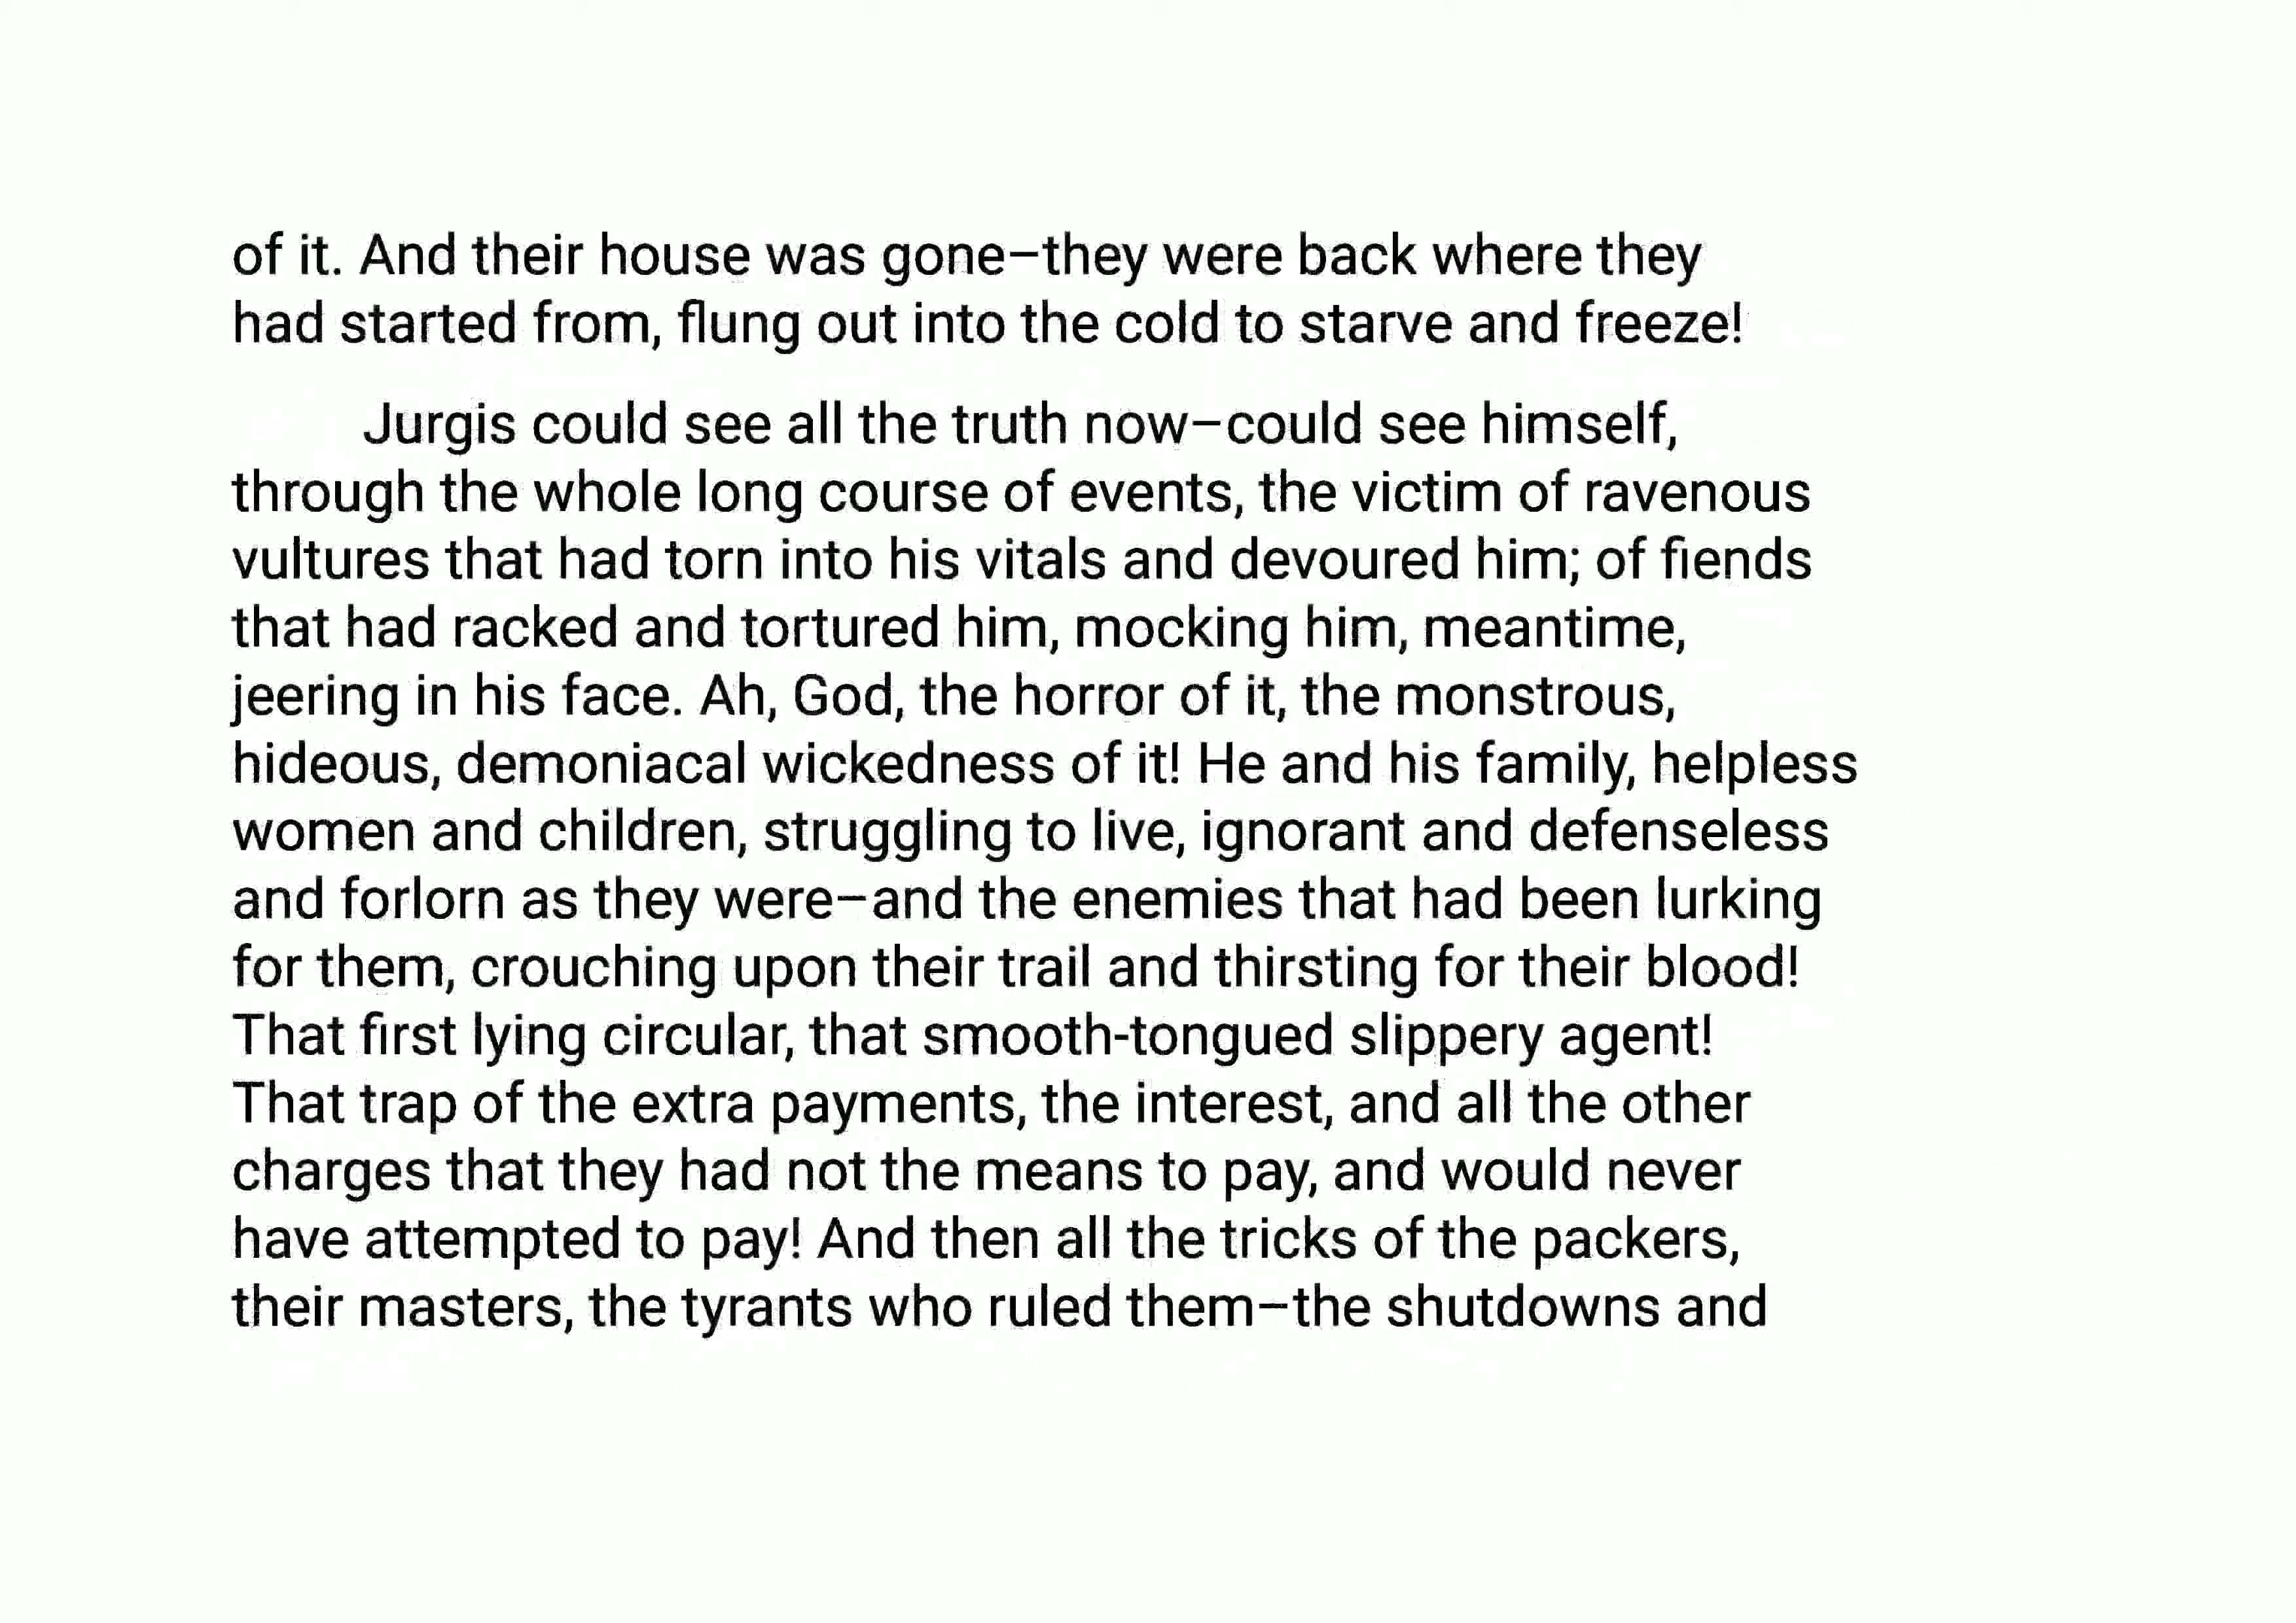 of it. And their house was gone—they were back where they
had started from, flung out into the cold to starve and freeze!
Jurgis could see all the truth now—could see himself,
through the whole long course of events, the victim of ravenous
vultures that had torn into his vitals and devoured him; of fiends
that had racked and tortured him, mocking him, meantime,
jeering in his face. Ah, God, the horror of it, the monstrous,
hideous, demoniacal wickedness of it! He and his family, helpless
women and children, struggling to live, ignorant and defenseless
and forlorn as they were—and the enemies that had been lurking
for them, crouching upon their trail and thirsting for their blood!
That first lying circular, that smooth-tongued slippery agent!
That trap of the extra payments, the interest, and all the other
charges that they had not the means to pay, and would never
have attempted to pay! And then all the tricks of the packers,
their masters, the tyrants who ruled them—the shutdowns and